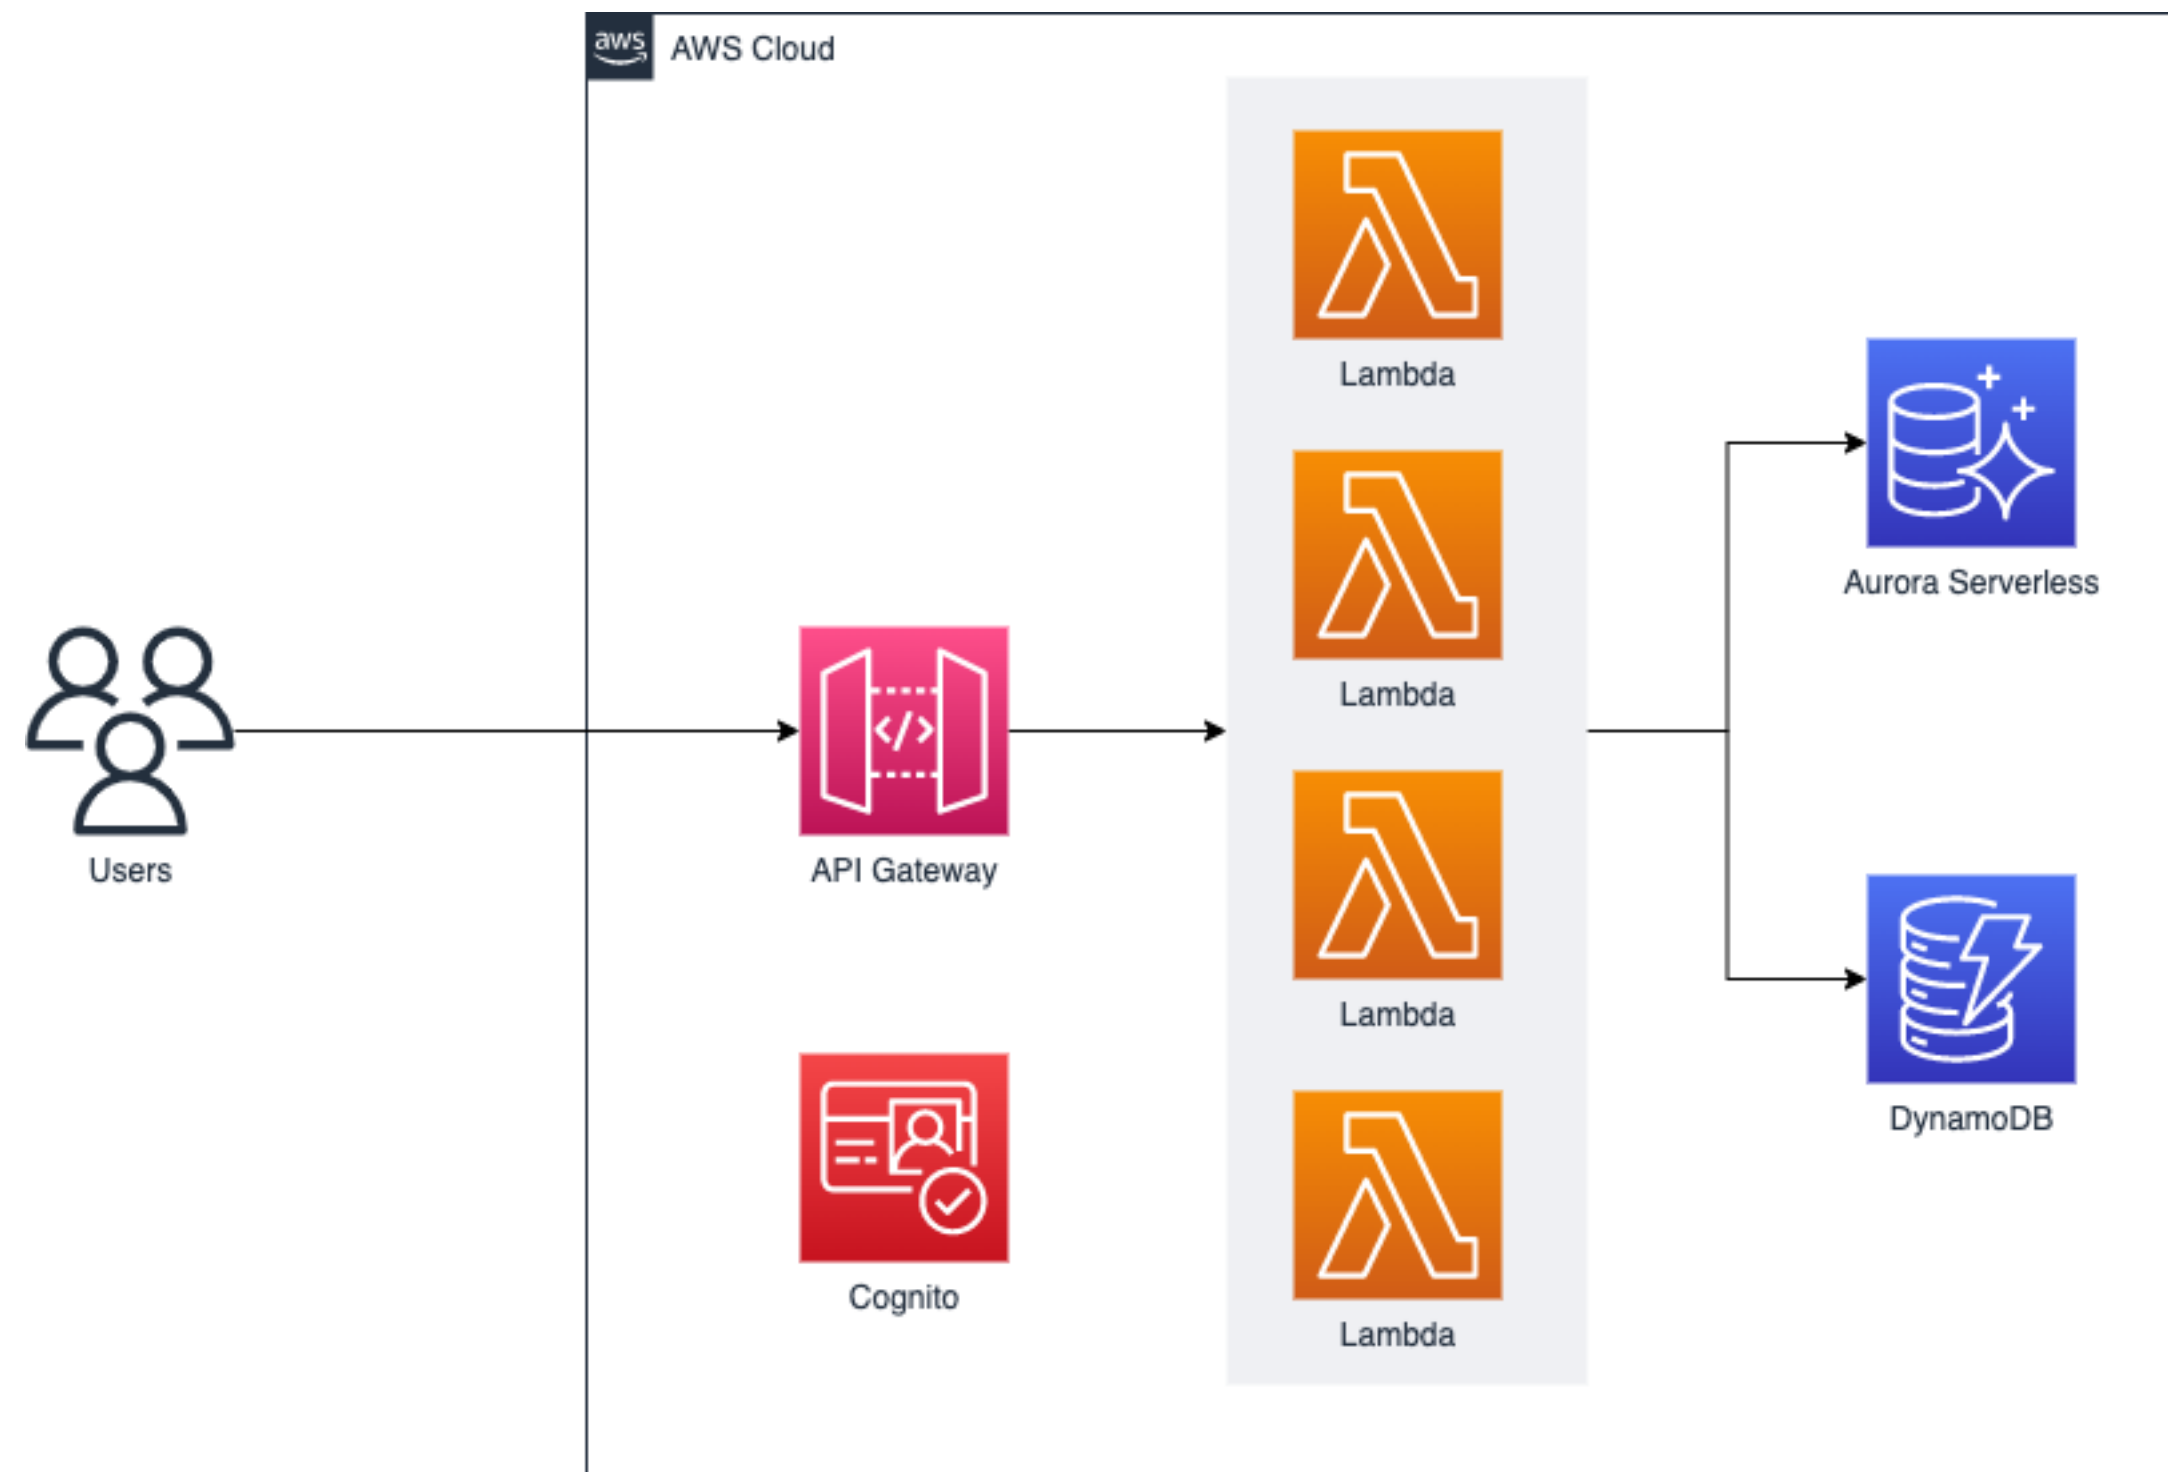 aws
AWS Cloud
Lambda
Lambda
Aurora Serverless
Users
API Gateway
</>
Lambda
DynamoDB
Cognito
Lambda